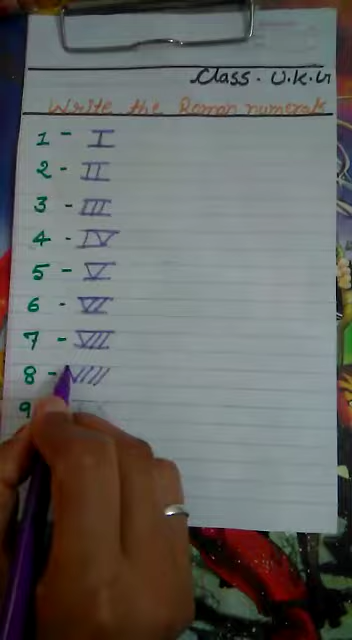 Class. U.K.G
Write the Roman numerals
1 - I
2 - II
3 - III
4 - IV
5 - V
6 - VI
7 - VII
8 - VIII
9